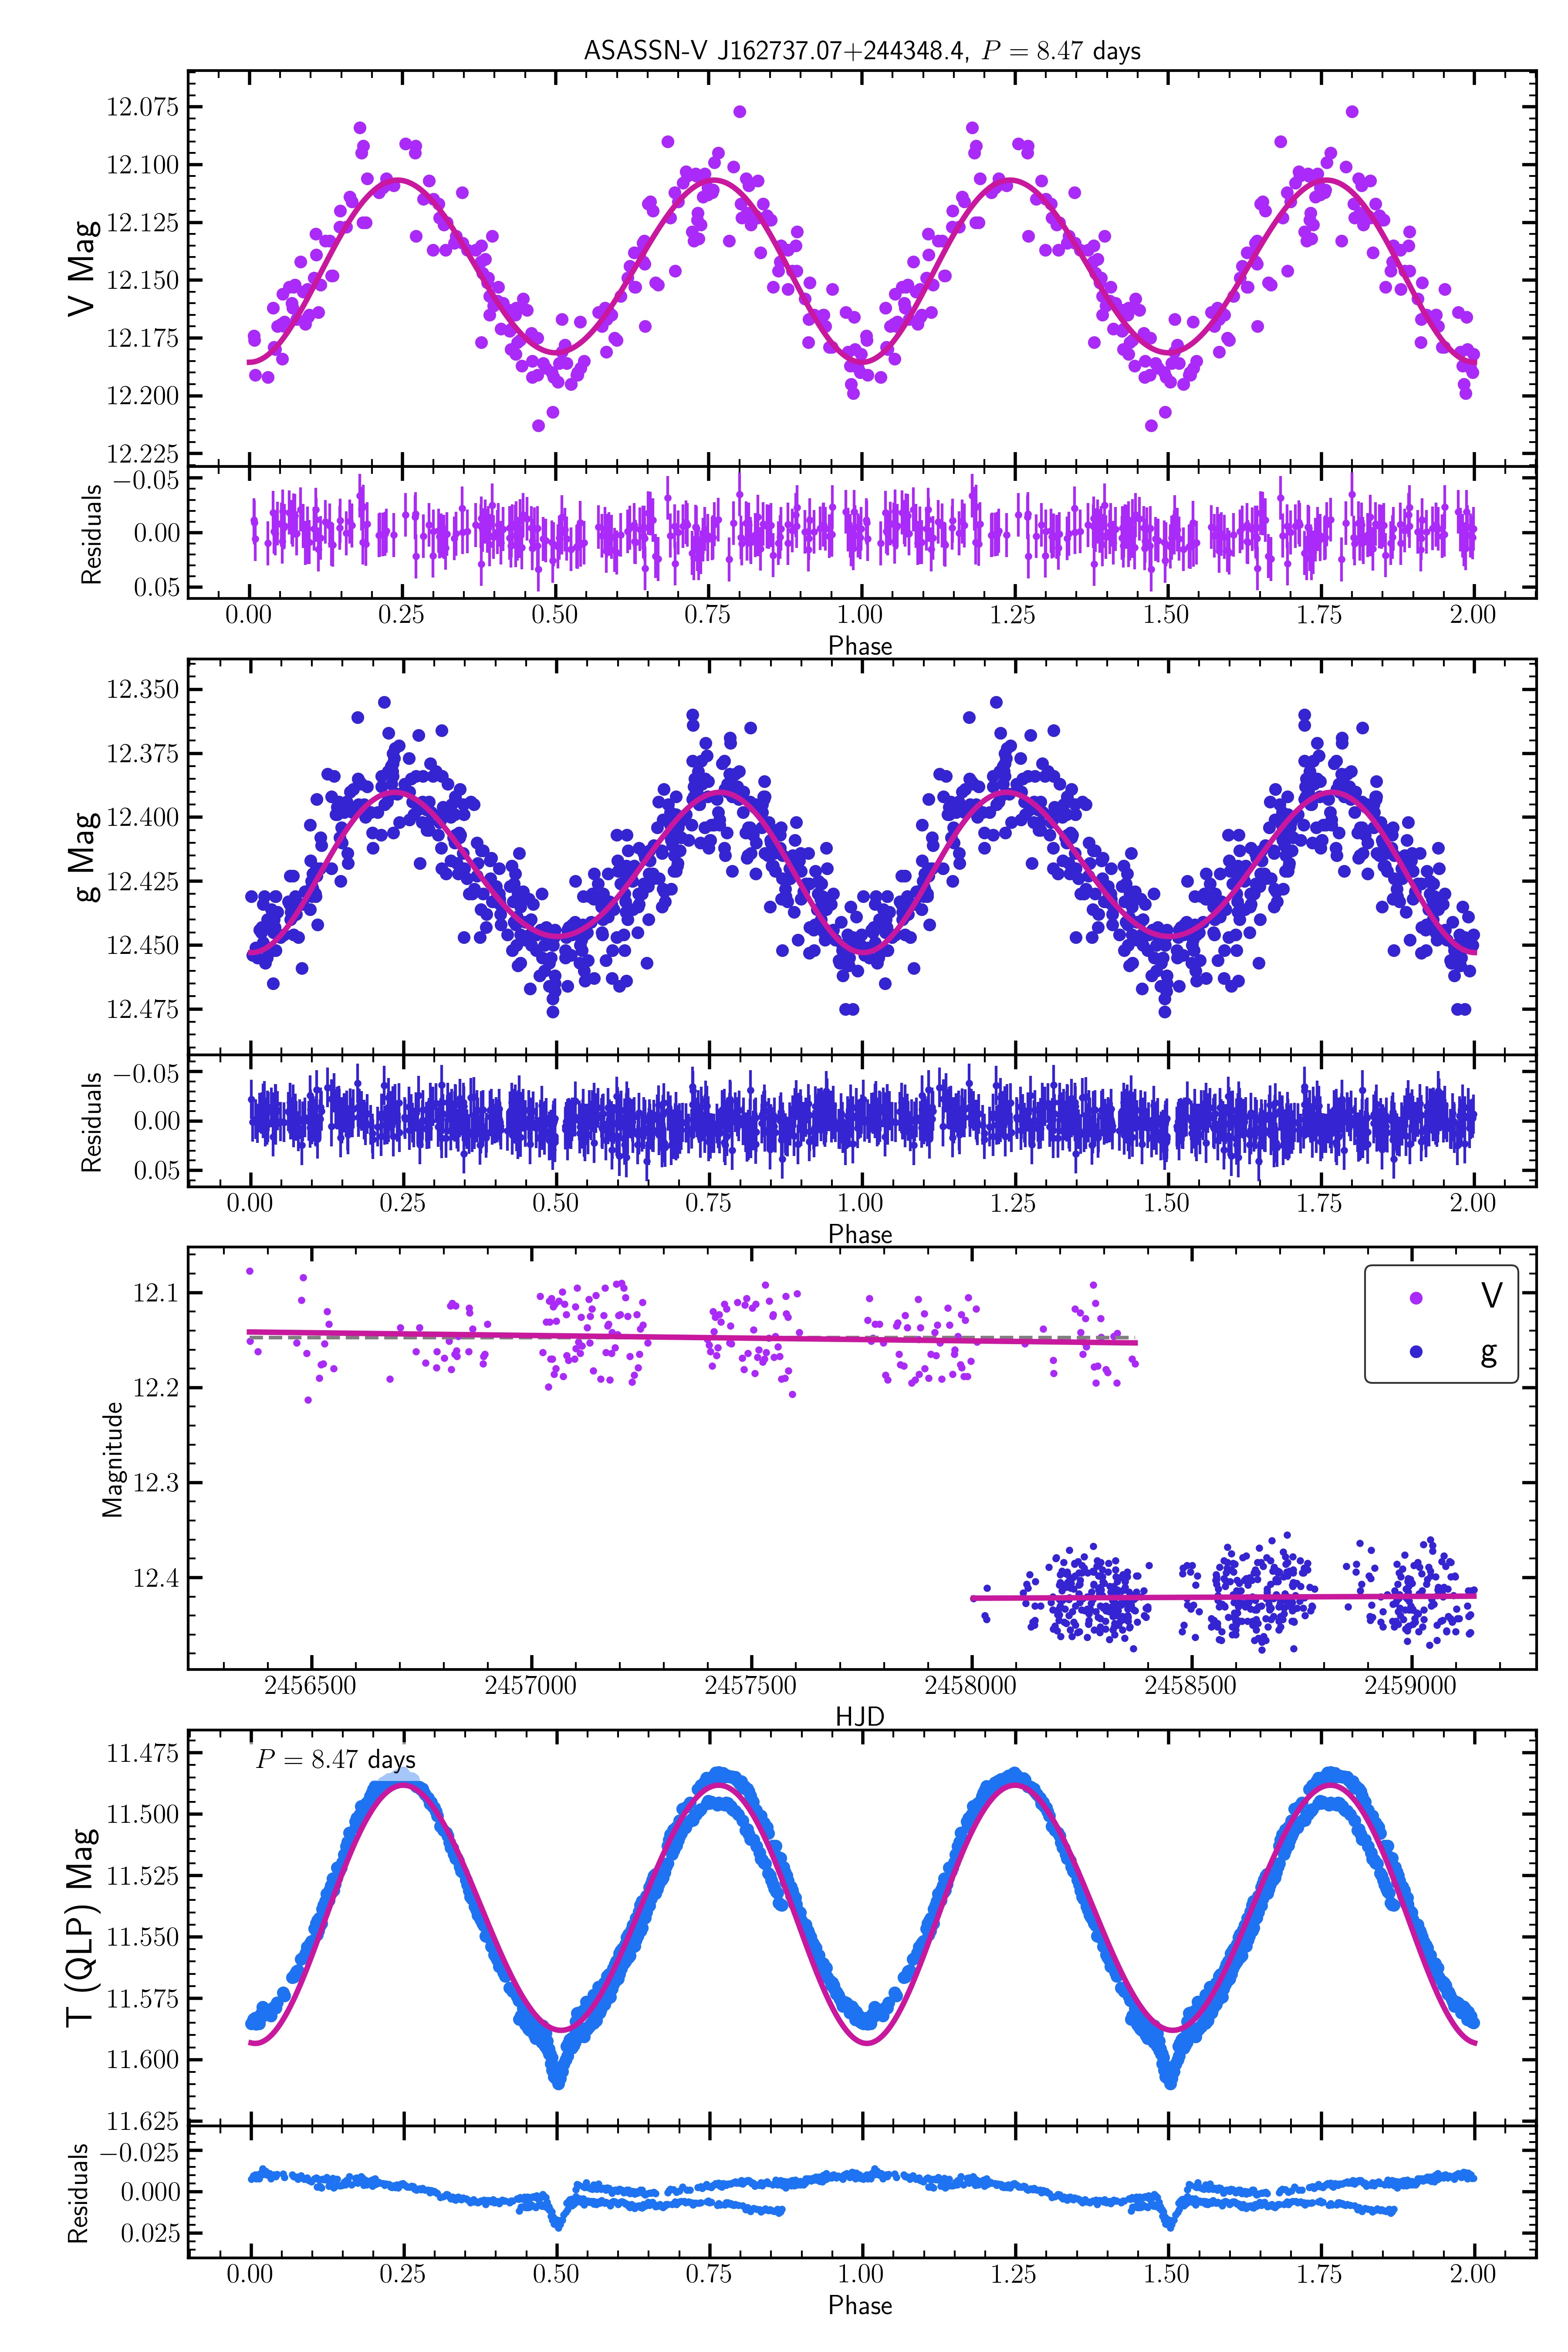 ASASSN-V J162737.07+244348.4, P = 8.47 days
12.075
12.100
12.125
12.150
12.175
12.200
12.225
V Mag
−0.05
0.00
0.05
Residuals
0.00 0.25 0.50 0.75 1.00 1.25 1.50 1.75 2.00
Phase
12.350
12.375
12.400
12.425
12.450
12.475
g Mag
−0.05
0.00
0.05
Residuals
0.00 0.25 0.50 0.75 1.00 1.25 1.50 1.75 2.00
Phase
12.1
12.2
12.3
12.4
Magnitude
V
g
2456500 2457000 2457500 2458000 2458500 2459000
HJD
P = 8.47 days
11.475
11.500
11.525
11.550
11.575
11.600
11.625
T (QLP) Mag
−0.025
0.000
0.025
Residuals
0.00 0.25 0.50 0.75 1.00 1.25 1.50 1.75 2.00
Phase